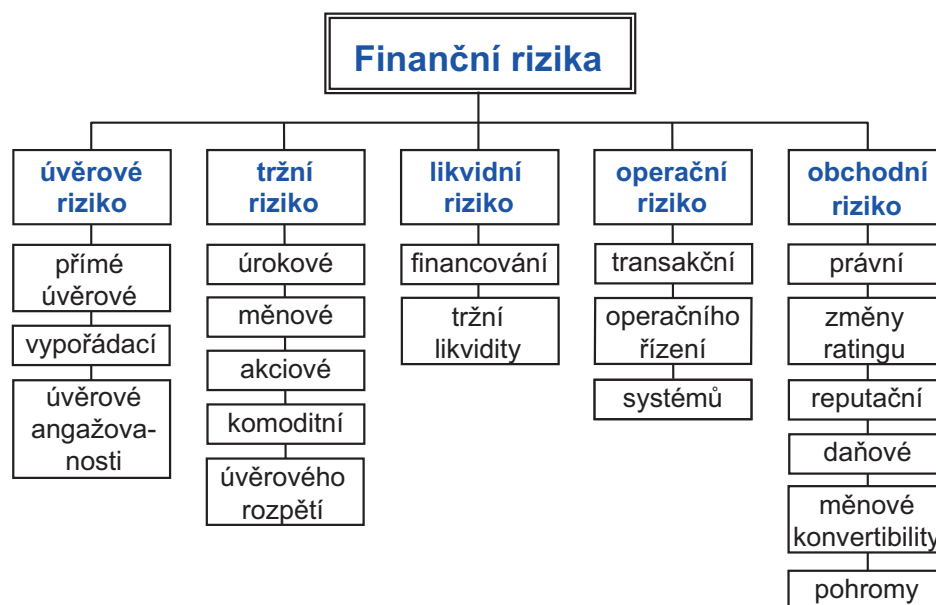 Finanční rizika
úvěrové
riziko
přímé
úvěrové
vypořádací
úvěrové
angažova-
nosti
tržní
riziko
úrokové
měnové
akciové
komoditní
úvěrového
rozpětí
likvidní
riziko
financování
tržní
likvidity
operační
riziko
transakční
operačního
řízení
systémů
obchodní
riziko
právní
změny
ratingu
reputační
daňové
měnové
konvertibility
pohromy